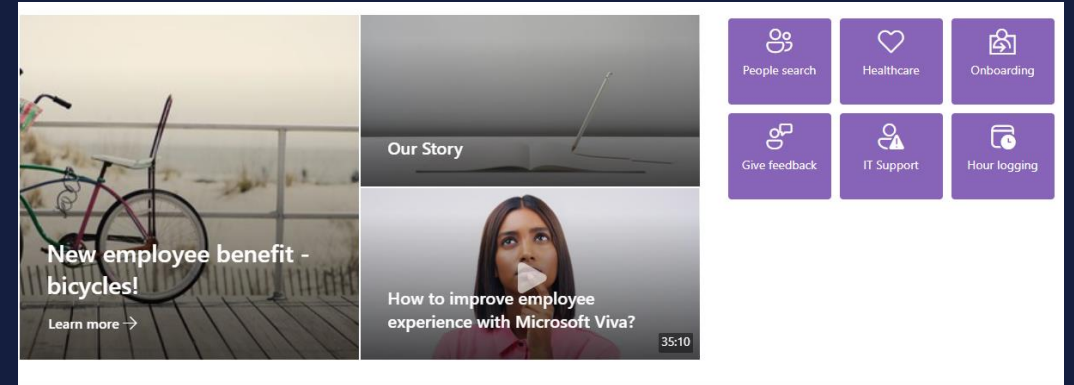 New employee benefit -
bicycles!
Learn more
Our Story
How to improve employee
experience with Microsoft Viva?
35:10
People search
Healthcare
Onboarding
Give feedback
IT Support
Hour logging